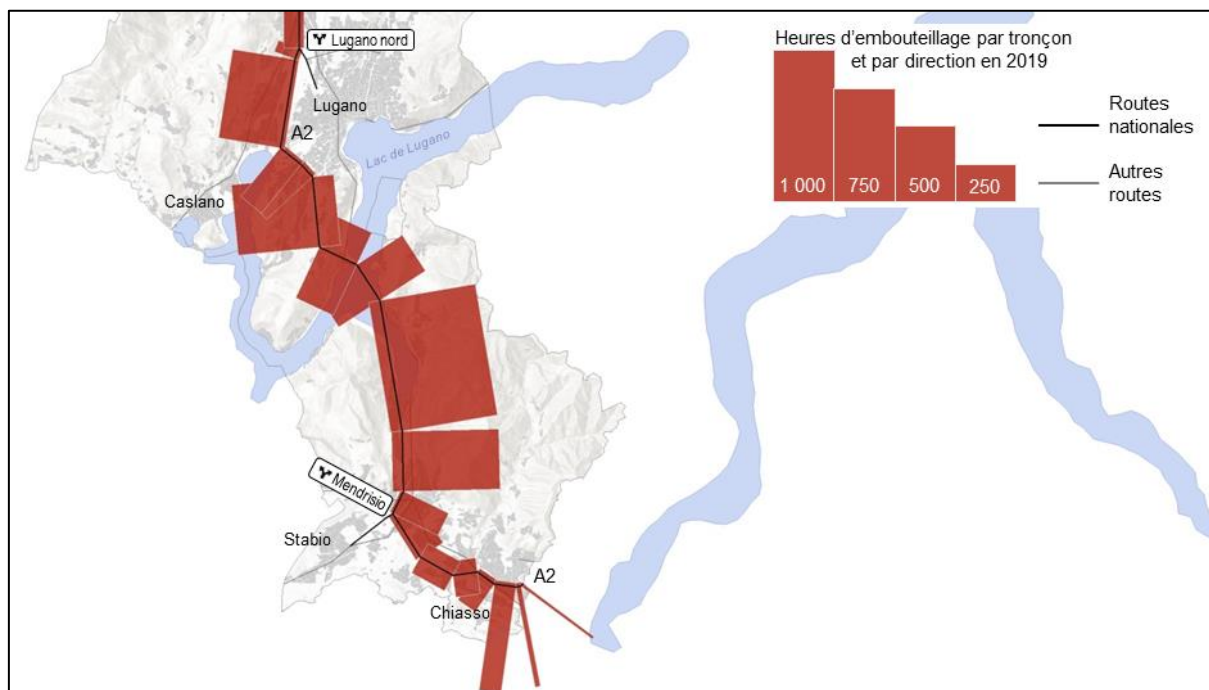 Heures d'embouteillage par tronçon
et par direction en 2019
1 000
750
500
250
Routes
nationales
Autres
routes
Lugano nord
Lugano
A2
Lac de Lugano
Caslano
Mendrisio
Stabio
A2
Chiasso